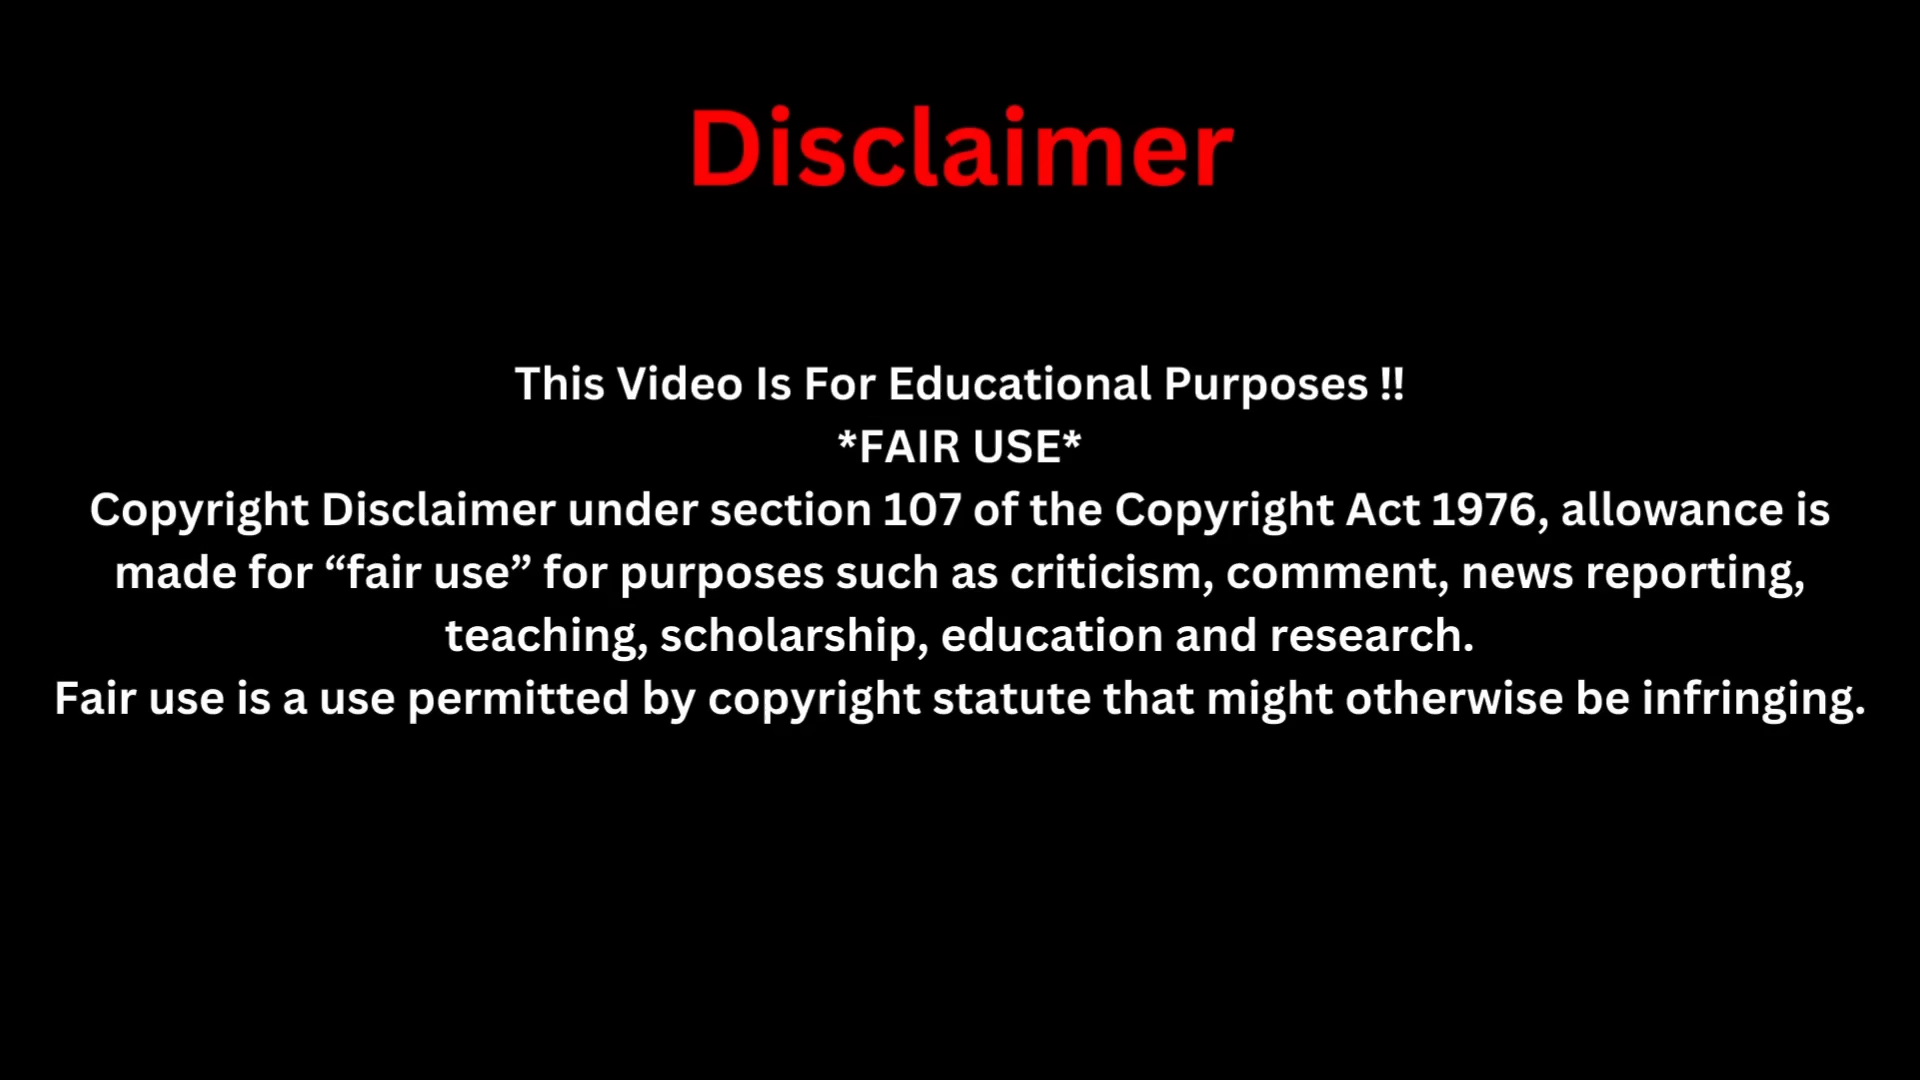 Disclaimer
This Video Is For Educational Purposes !!
*FAIR USE*
Copyright Disclaimer under section 107 of the Copyright Act 1976, allowance is
made for “fair use” for purposes such as criticism, comment, news reporting,
teaching, scholarship, education and research.
Fair use is a use permitted by copyright statute that might otherwise be infringing.